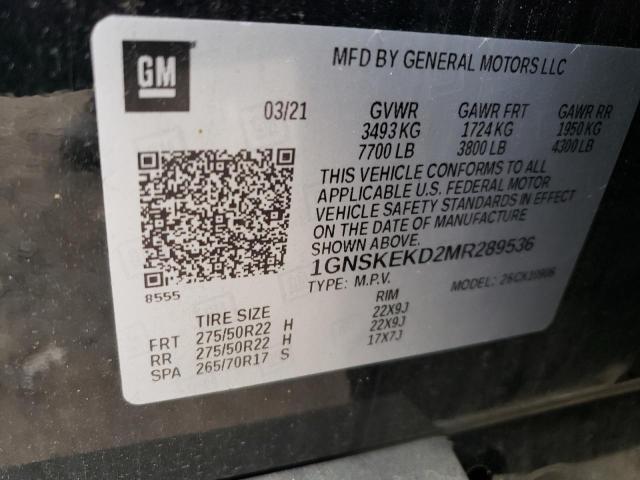 GM
MFD BY GENERAL MOTORS LLC
03/21 GVWR GAWR FRT GAWR RR
3493 KG 1724 KG 1950 KG
7700 LB 3800 LB 4300 LB
THIS VEHICLE CONFORMS TO ALL
APPLICABLE U.S. FEDERAL MOTOR
VEHICLE SAFETY STANDARDS IN EFFECT
ON THE DATE OF MANUFACTURE
SHOWN ABOVE.
1GNSKEKD2MR289536
8555
TYPE: M.P.V. MODEL:
TIRE SIZE RIM
FRT 275/50R22 H 22X9J
RR 275/50R22 H 22X9J
SPA 265/70R17 S 17X7J